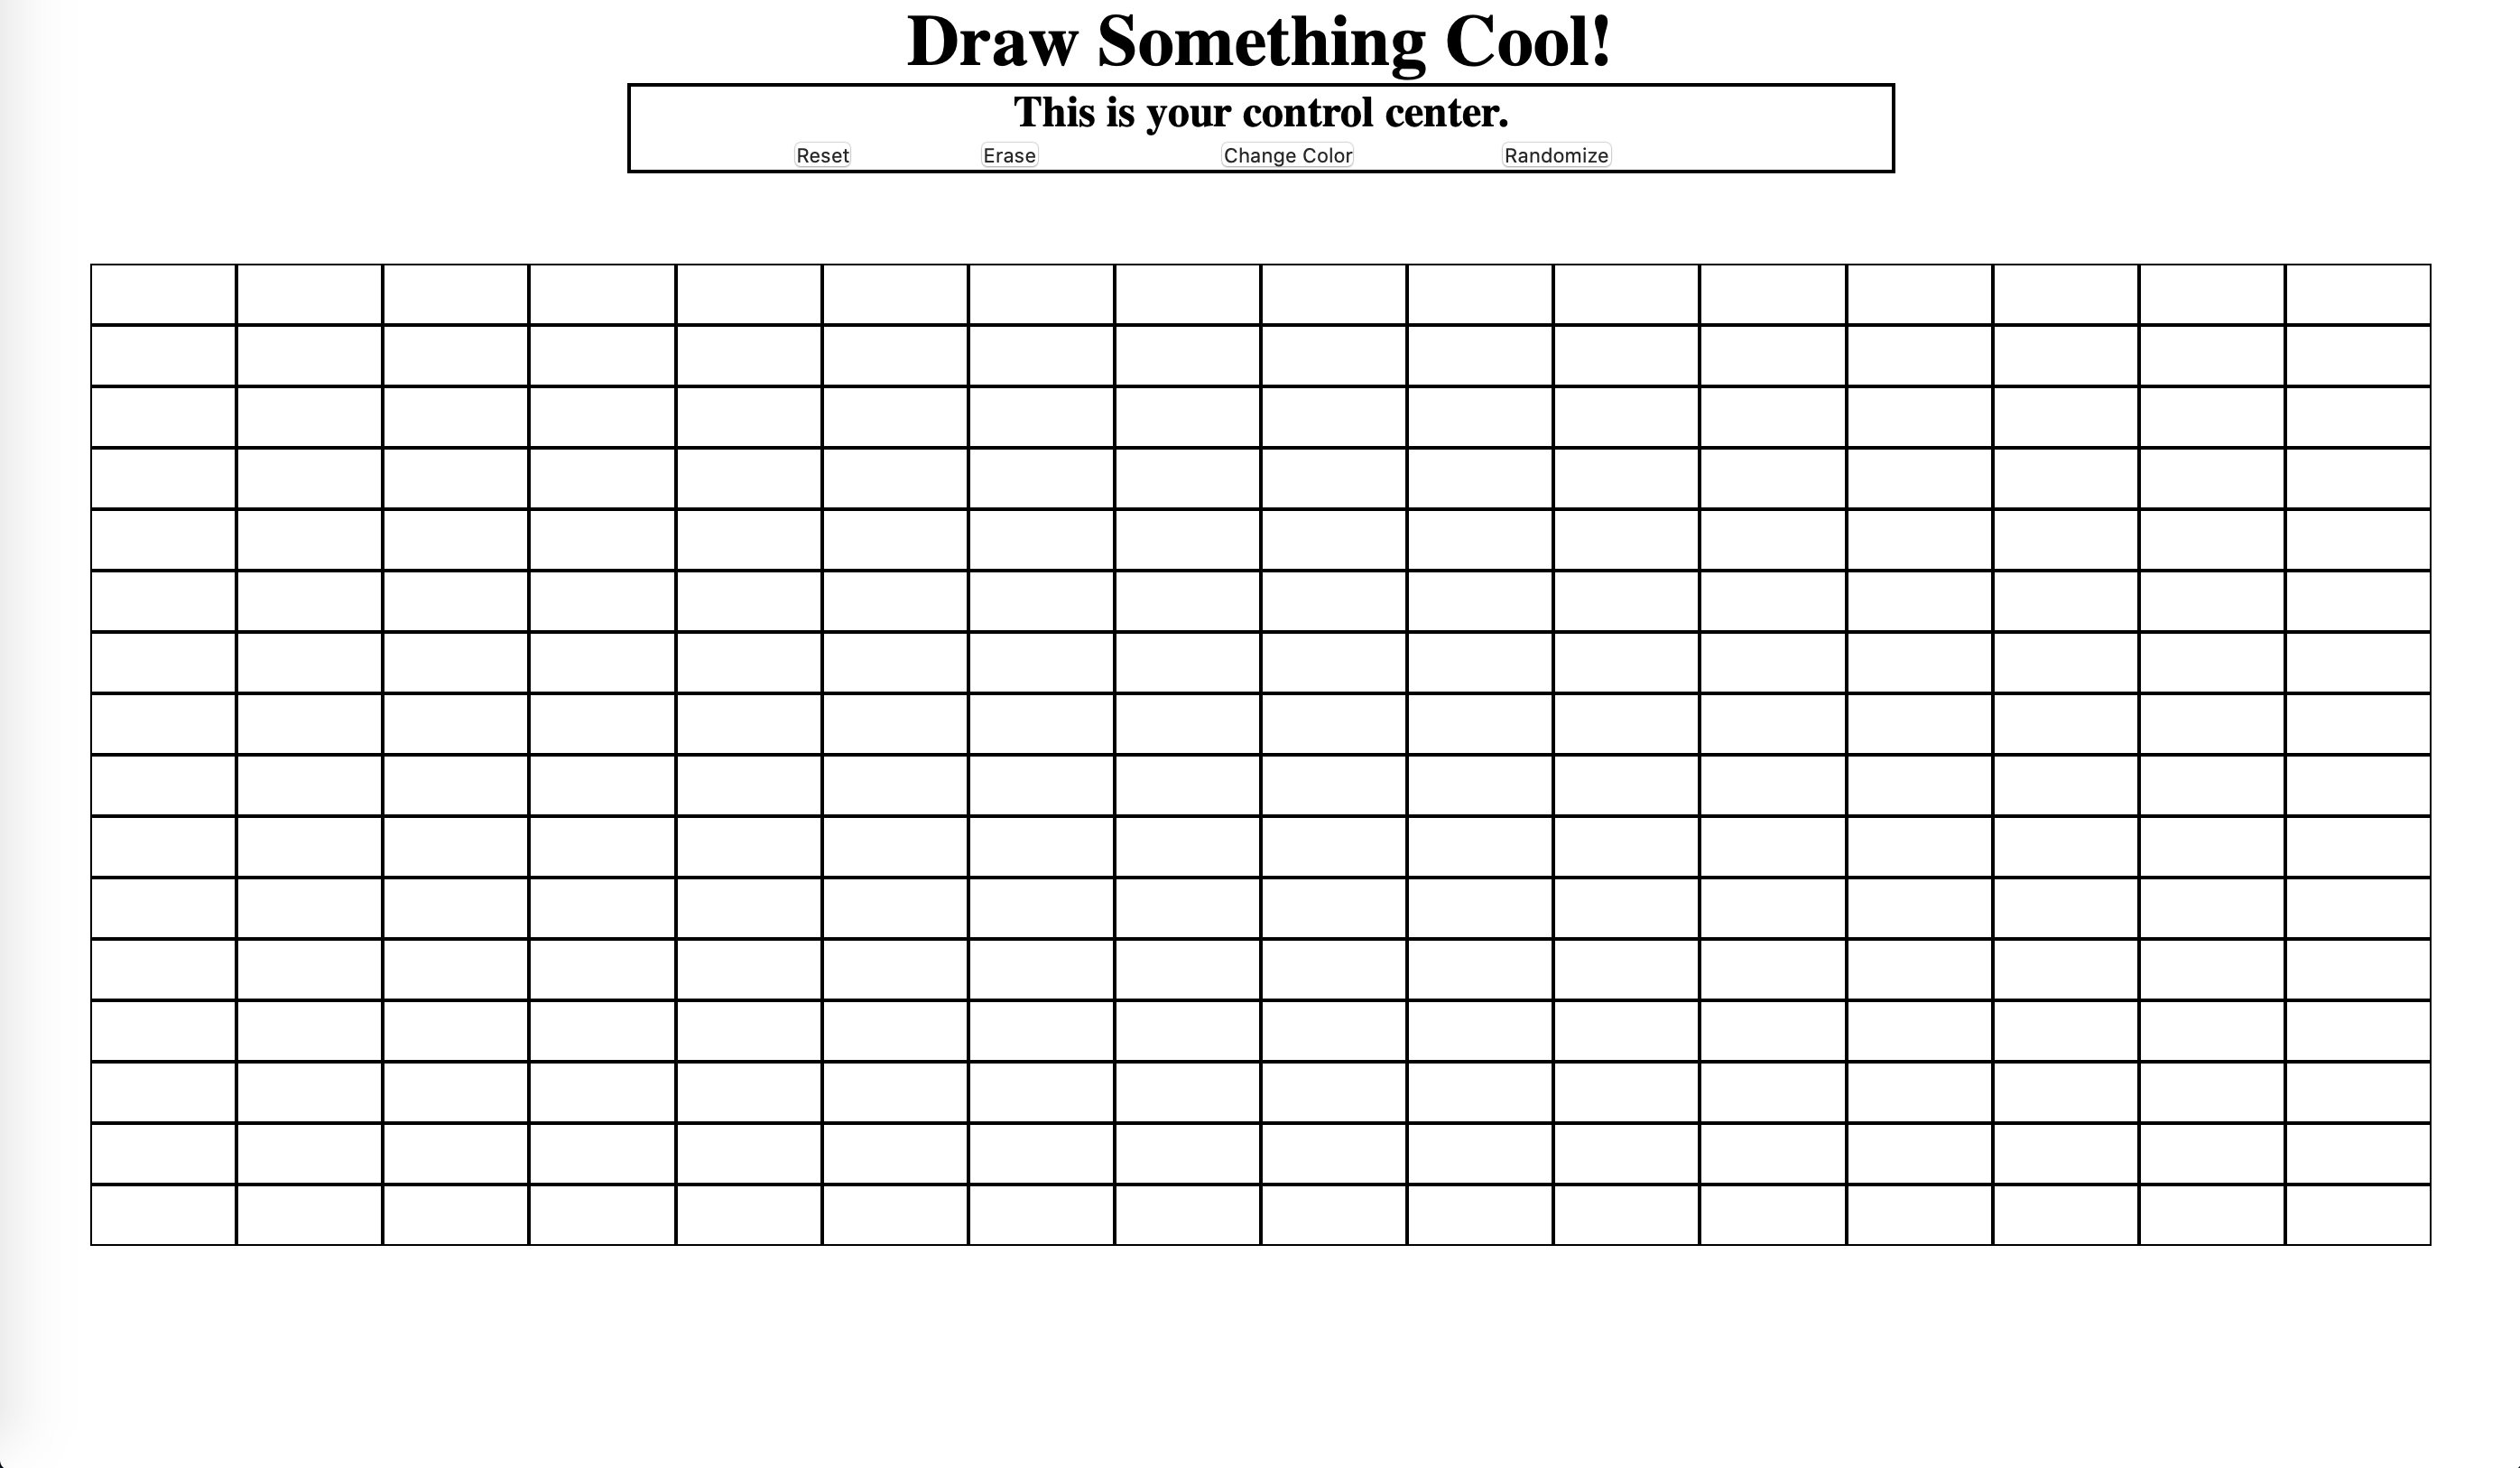 Draw Something Cool!
This is your control center.
Reset Erase Change Color Randomize